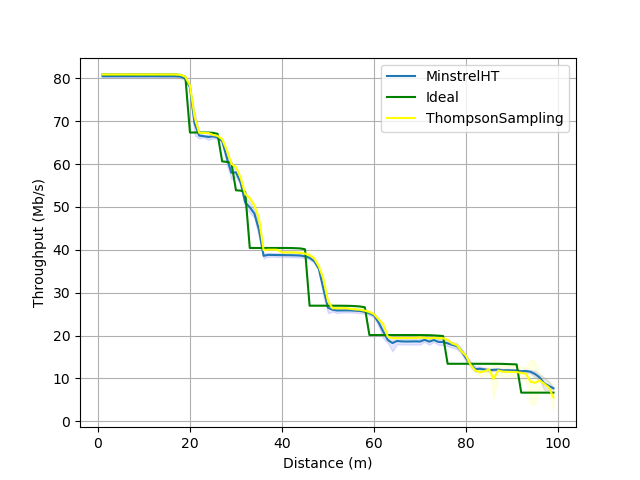 MinstrelHT
Ideal
ThompsonSampling
Throughput (Mb/s)
80
70
60
50
40
30
20
10
0
0 20 40 60 80 100
Distance (m)